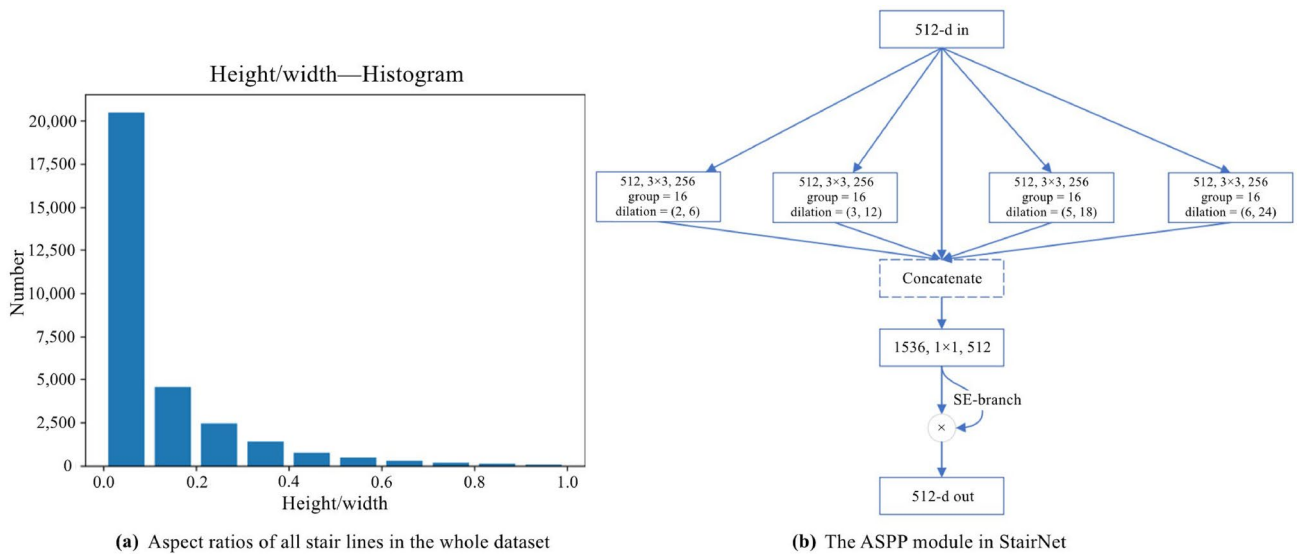 Height/width—Histogram
20,000
17,500
15,000
12,500
10,000
7,500
5,000
2,500
0
Number
0.0 0.2 0.4 0.6 0.8 1.0
Height/width
(a) Aspect ratios of all stair lines in the whole dataset
512-d in
512, 3×3, 256
group = 16
dilation = (2, 6)
512, 3×3, 256
group = 16
dilation = (3, 12)
512, 3×3, 256
group = 16
dilation = (5, 18)
512, 3×3, 256
group = 16
dilation = (6, 24)
Concatenate
1536, 1×1, 512
SE-branch
×
512-d out
(b) The ASPP module in StairNet